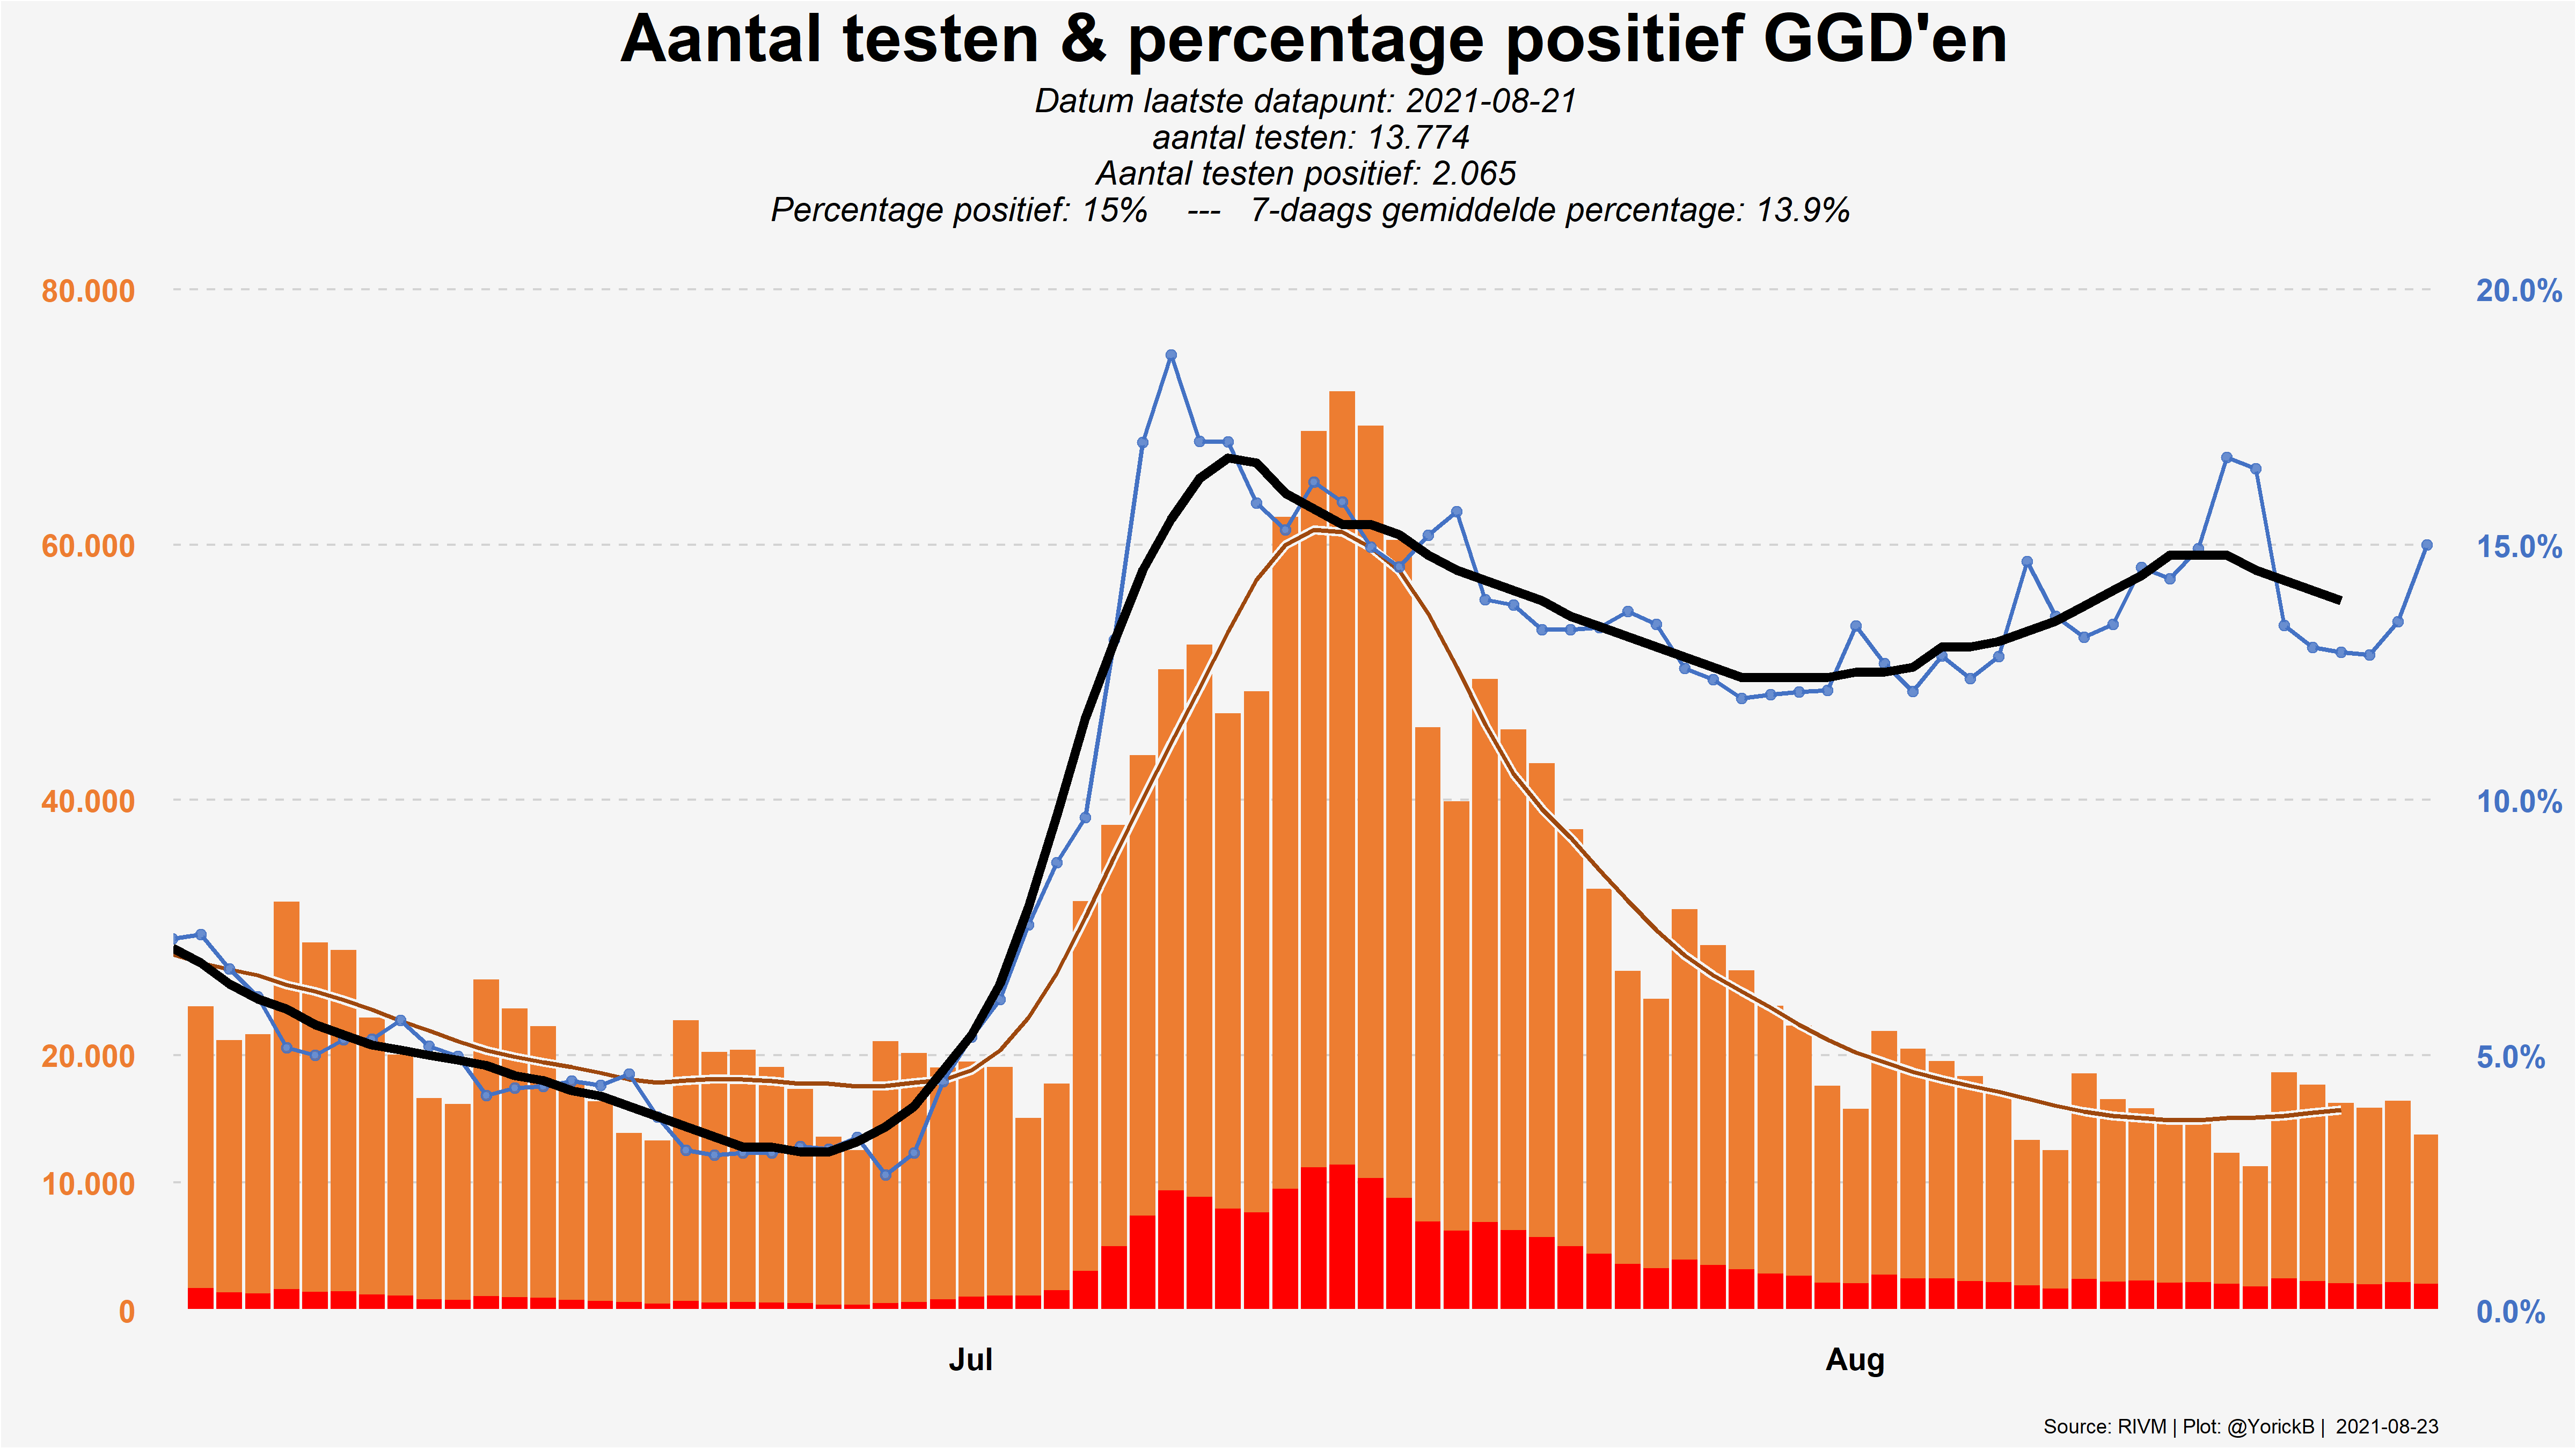 Aantal testen & percentage positief GGD'en
Datum laatste datapunt: 2021-08-21
aantal testen: 13.774
Aantal testen positief: 2.065
Percentage positief: 15% --- 7-daags gemiddelde percentage: 13.9%
80.000
20.0%
60.000
15.0%
40.000
10.0%
20.000
5.0%
10.000
0
0.0%
Jul
Aug
Source: RIVM | Plot: @YorickB | 2021-08-23